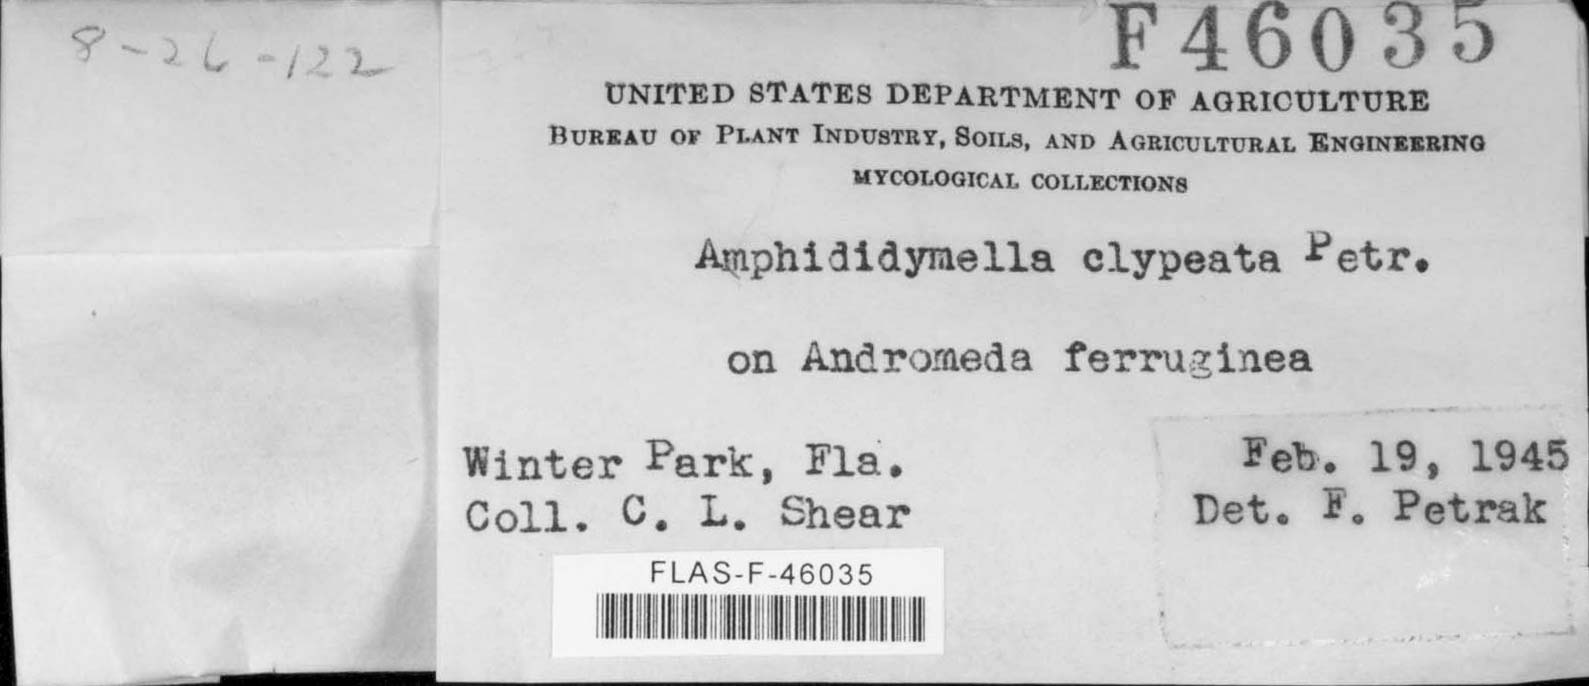 8-26-122
F46035
UNITED STATES DEPARTMENT OF AGRICULTURE
BUREAU OF PLANT INDUSTRY, SOILS, AND AGRICULTURAL ENGINEERING
MYCOLOGICAL COLLECTIONS
Amphididymella clypeata Petr.
on Andromeda ferruginea
Winter Park, Fla. Feb. 19, 1945
Coll. C. L. Shear Det. F. Petrak
FLAS-F-46035